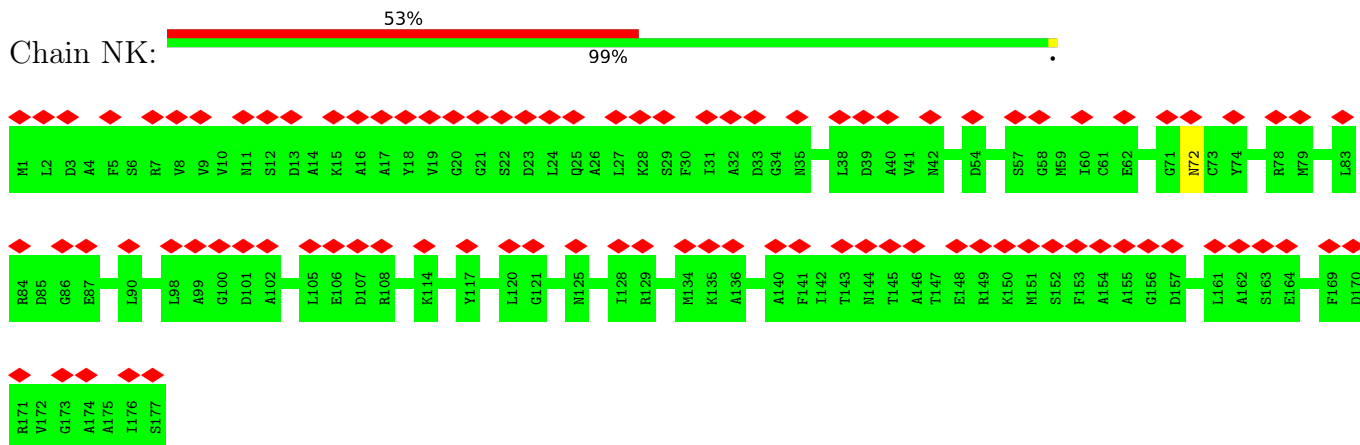 53%
Chain NK:
99% .
M1 L2 D3 A4 F5 S6 R7 V8 V9 V10 N11 S12 D13 A14 K15 A16 A17 Y18 V19 G20 G21 S22 D23 L24 Q25 A26 L27 K28 S29 F30 I31 A32 D33 G34 N35 L38 D39 A40 V41 N42 D54 S57 G58 M59 I60 C61 E62 G71 N72 C73 Y74 R78 M79 L83
R84 D85 G86 E87 L90 L98 A99 G100 D101 A102 L105 E106 D107 R108 K114 Y117 L120 G121 N125 I128 R129 M134 K135 A136 A140 F141 I142 T143 N144 T145 A146 T147 E148 R149 K150 M151 S152 F153 A154 A155 G156 D157 L161 A162 S163 E164 F169 D170
R171 V172 G173 A174 A175 I176 S177